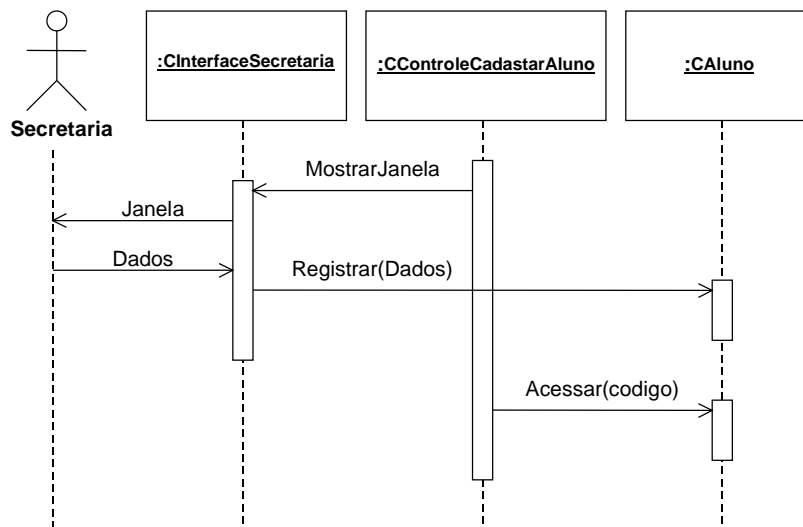 :CInterfaceSecretaria
:CControleCadastarAluno
:CAluno
Secretaria
MostrarJanela
Janela
Dados
Registrar(Dados)
Acessar(codigo)